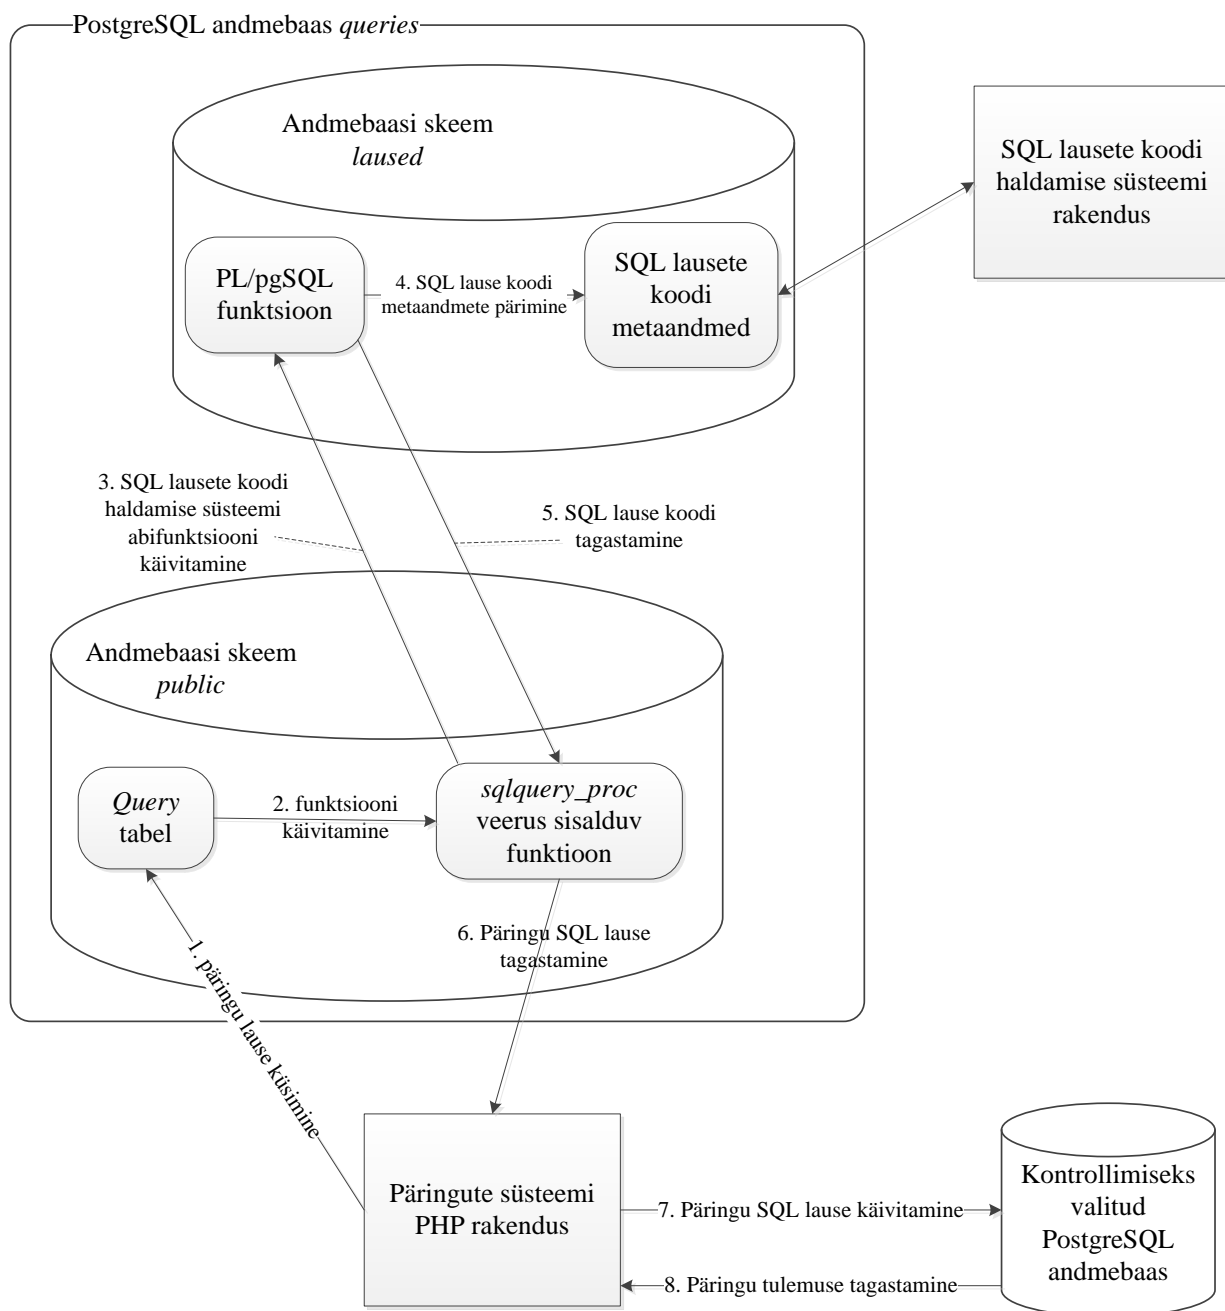 PostgreSQL andmebaas queries
Andmebaasi skeem
laused
SQL lausete koodi
haldamise süsteemi
rakendus
PL/pgSQL
funktsioon
4. SQL lause koodi
metaandmete pärimine
SQL lausete
koodi
metaandmed
3. SQL lausete koodi
haldamise süsteemi
abifunktsiooni
käivitamine
5. SQL lause koodi
tagastamine
Andmebaasi skeem
public
Query
tabel
2. funktsiooni
käivitamine
sqlquery_proc
veerus sisalduv
funktioon
6. Päringu SQL lause
tagastamine
1. päringu lause küsimine
Päringute süsteemi
PHP rakendus
7. Päringu SQL lause käivitamine
8. Päringu tulemuse tagastamine
Kontrollimiseks
valitud
PostgreSQL
andmebaas